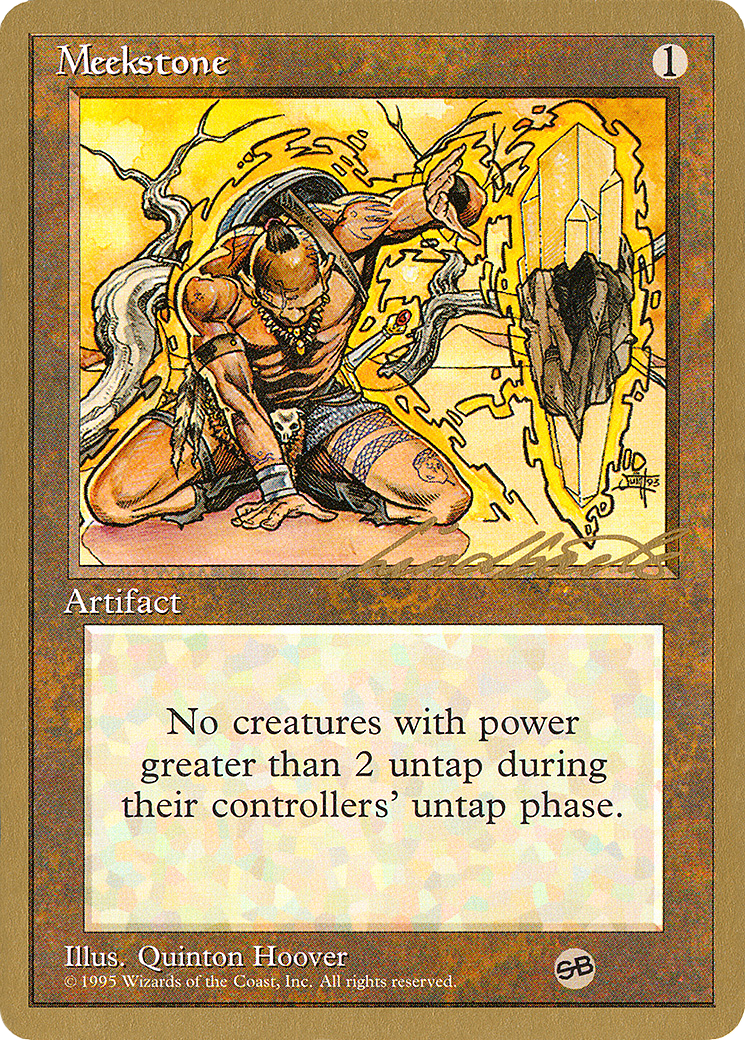 Meekstone 1
Artifact
No creatures with power
greater than 2 untap during
their controllers' untap phase.
Illus. Quinton Hoover
© 1995 Wizards of the Coast, Inc. All rights reserved.
SB